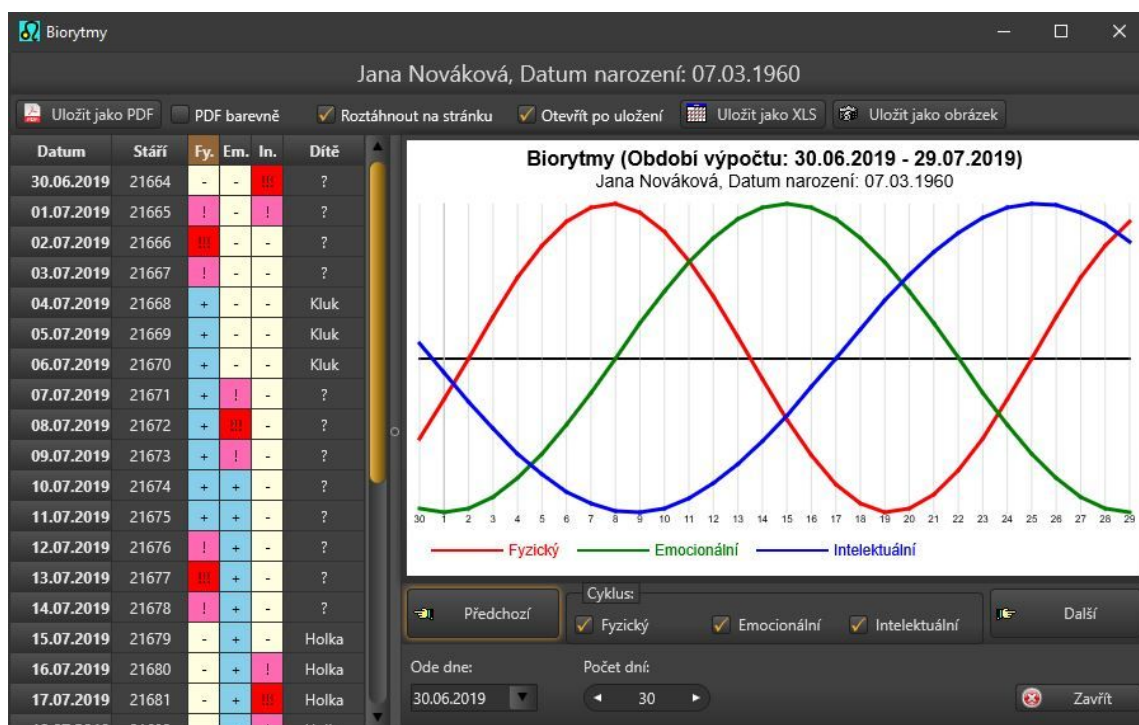 Biorytmy
Jana Nováková, Datum narození: 07.03.1960
Uložit jako PDF PDF barevně Roztáhnout na stránku Otevřít po uložení Uložit jako XLS Uložit jako obrázek
Datum Stáří Fy. Em. In. Dítě
30.06.2019 21664 - - !!! ?
01.07.2019 21665 ! - ! ?
02.07.2019 21666 !!! - - ?
03.07.2019 21667 ! - - ?
04.07.2019 21668 + - - Kluk
05.07.2019 21669 + - - Kluk
06.07.2019 21670 + - - Kluk
07.07.2019 21671 + ! - ?
08.07.2019 21672 + !!! - ?
09.07.2019 21673 + ! - ?
10.07.2019 21674 + + - ?
11.07.2019 21675 + + - ?
12.07.2019 21676 ! + - ?
13.07.2019 21677 !!! + - ?
14.07.2019 21678 ! + - ?
15.07.2019 21679 - + - Holka
16.07.2019 21680 - + ! Holka
17.07.2019 21681 - + !!! Holka
Biorytmy (Období výpočtu: 30.06.2019 - 29.07.2019)
Jana Nováková, Datum narození: 07.03.1960
30 1 2 3 4 5 6 7 8 9 10 11 12 13 14 15 16 17 18 19 20 21 22 23 24 25 26 27 28 29
Fyzický Emocionální Intelektuální
Předchozí
Cyklus:
Fyzický Emocionální Intelektuální
Další
Ode dne: Počet dní:
30.06.2019 30
Zavřít